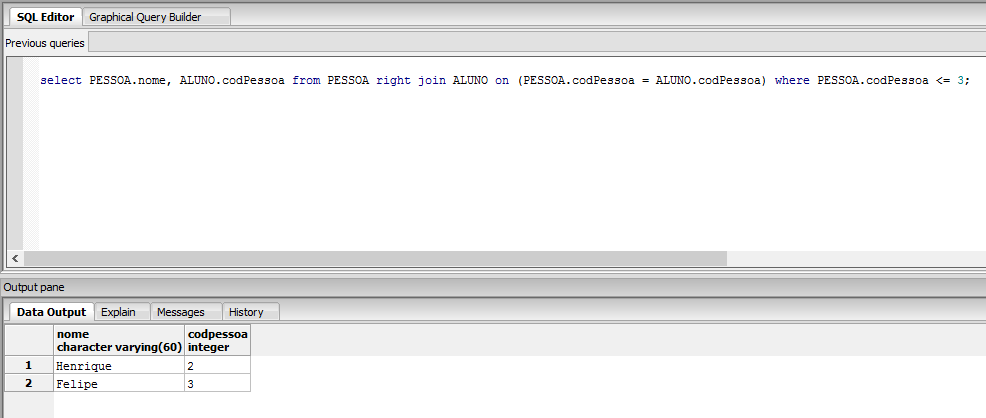 SQL Editor Graphical Query Builder
Previous queries
select PESSOA.nome, ALUNO.codPessoa from PESSOA right join ALUNO on (PESSOA.codPessoa = ALUNO.codPessoa) where PESSOA.codPessoa <= 3;
Output pane
Data Output Explain Messages History
nome codpessoa
character varying(60) integer
1 Henrique 2
2 Felipe 3